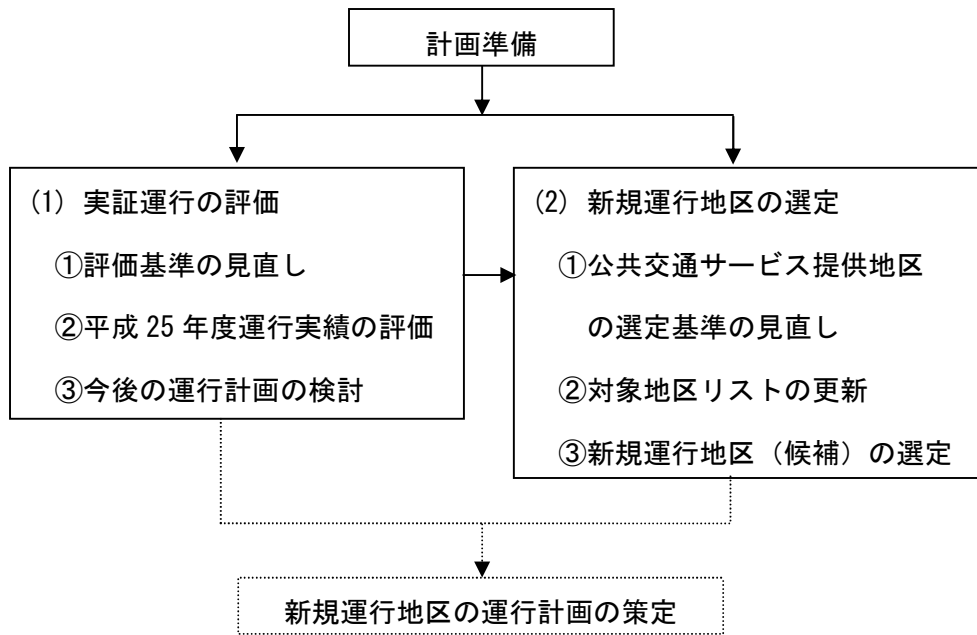 計画準備
(1) 実証運行の評価
①評価基準の見直し
②平成 25 年度運行実績の評価
③今後の運行計画の検討
(2) 新規運行地区の選定
①公共交通サービス提供地区
の選定基準の見直し
②対象地区リストの更新
③新規運行地区（候補）の選定
新規運行地区の運行計画の策定